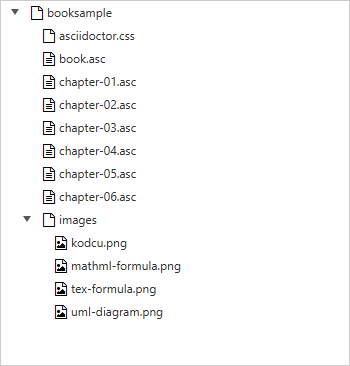 booksample
asciidoctor.css
book.asc
chapter-01.asc
chapter-02.asc
chapter-03.asc
chapter-04.asc
chapter-05.asc
chapter-06.asc
images
kodcu.png
mathml-formula.png
tex-formula.png
uml-diagram.png